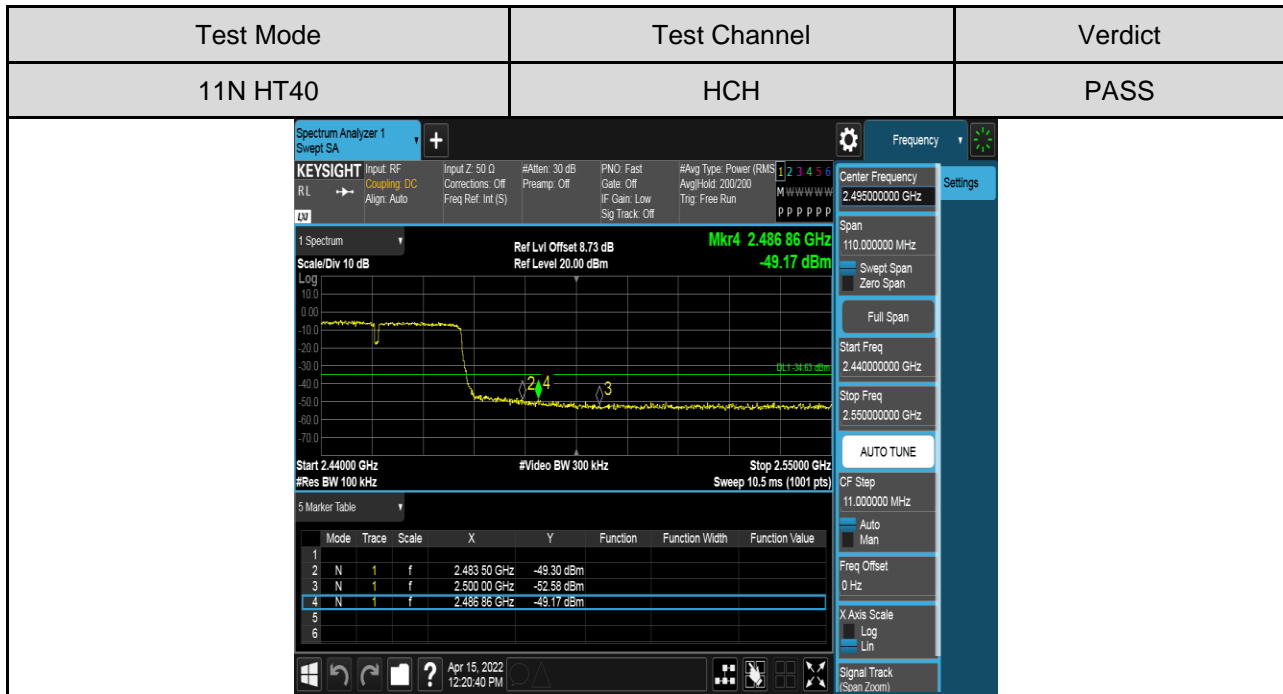 Test Mode Test Channel Verdict
11N HT40 HCH PASS
Spectrum Analyzer 1
Swept SA
+
Frequency
KEYSIGHT
RL
LXI
Input: RF
Coupling: DC
Align: Auto
Input Z: 50 Ω
Corrections: Off
Freq Ref: Int (S)
#Atten: 30 dB
Preamp: Off
PNO: Fast
Gate: Off
IF Gain: Low
Sig Track: Off
#Avg Type: Power (RMS
Avg|Hold: 200/200
Trig: Free Run
1 2 3 4 5 6
M W W W W W
P P P P P P
1 Spectrum
Scale/Div 10 dB
Ref Lvl Offset 8.73 dB
Ref Level 20.00 dBm
Mkr4 2.486 86 GHz
-49.17 dBm
Log
10.0
0.00
-10.0
-20.0
-30.0
-40.0
-50.0
-60.0
-70.0
DL1 -34.63 dBm
2 4 3
Start 2.44000 GHz #Video BW 300 kHz Stop 2.55000 GHz
#Res BW 100 kHz Sweep 10.5 ms (1001 pts)
5 Marker Table
Mode Trace Scale X Y Function Function Width Function Value
1
2 N 1 f 2.483 50 GHz -49.30 dBm
3 N 1 f 2.500 00 GHz -52.58 dBm
4 N 1 f 2.486 86 GHz -49.17 dBm
5
6
Apr 15, 2022
12:20:40 PM
?
Center Frequency
2.495000000 GHz
Settings
Span
110.000000 MHz
Swept Span
Zero Span
Full Span
Start Freq
2.440000000 GHz
Stop Freq
2.550000000 GHz
AUTO TUNE
CF Step
11.000000 MHz
Auto
Man
Freq Offset
0 Hz
X Axis Scale
Log
Lin
Signal Track
(Span Zoom)